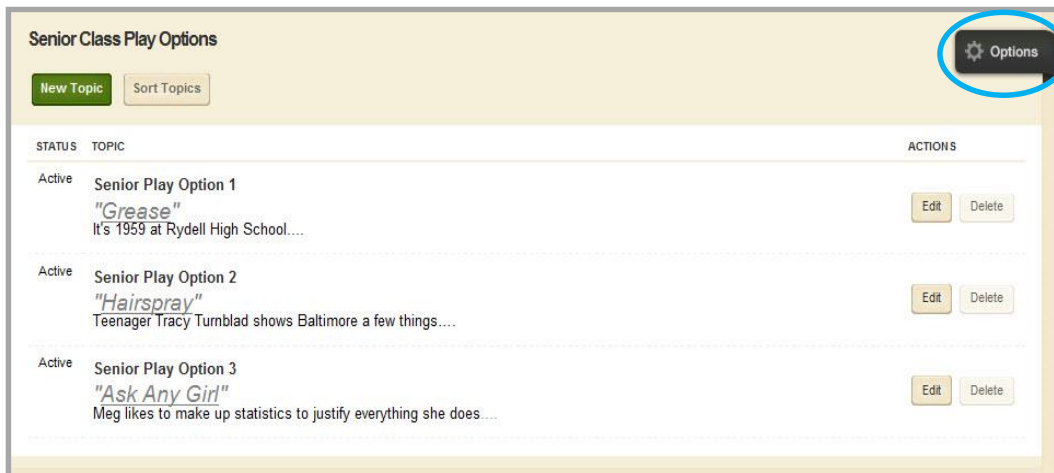 Senior Class Play Options
Options
New Topic
Sort Topics
STATUS TOPIC ACTIONS
Active Senior Play Option 1
"Grease"
It's 1959 at Rydell High School....
Edit Delete
Active Senior Play Option 2
"Hairspray"
Teenager Tracy Turnblad shows Baltimore a few things....
Edit Delete
Active Senior Play Option 3
"Ask Any Girl"
Meg likes to make up statistics to justify everything she does....
Edit Delete